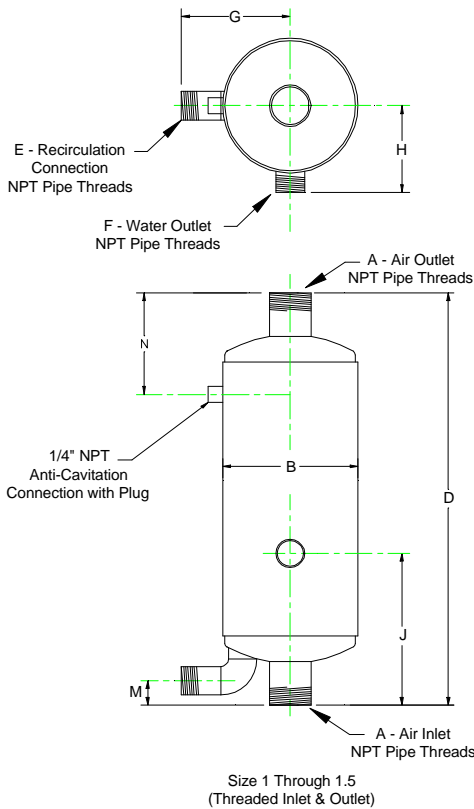 G
E - Recirculation
Connection
NPT Pipe Threads
H
F - Water Outlet
NPT Pipe Threads
A - Air Outlet
NPT Pipe Threads
N
1/4" NPT
Anti-Cavitation
Connection with Plug
B
D
J
M
A - Air Inlet
NPT Pipe Threads
Size 1 Through 1.5
(Threaded Inlet & Outlet)